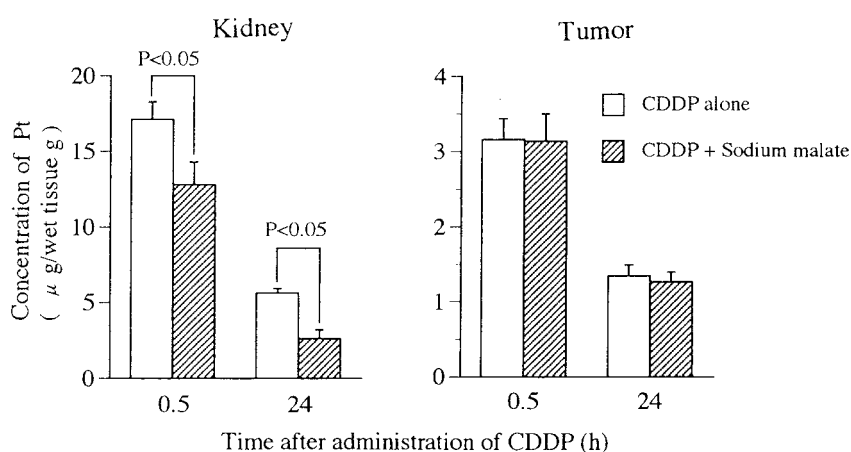 Kidney
Tumor
P<0.05
P<0.05
Concentration of Pt
( μ g/wet tissue g)
20
15
10
5
0
4
3
2
1
0
CDDP alone
CDDP + Sodium malate
0.5
24
0.5
24
Time after administration of CDDP (h)